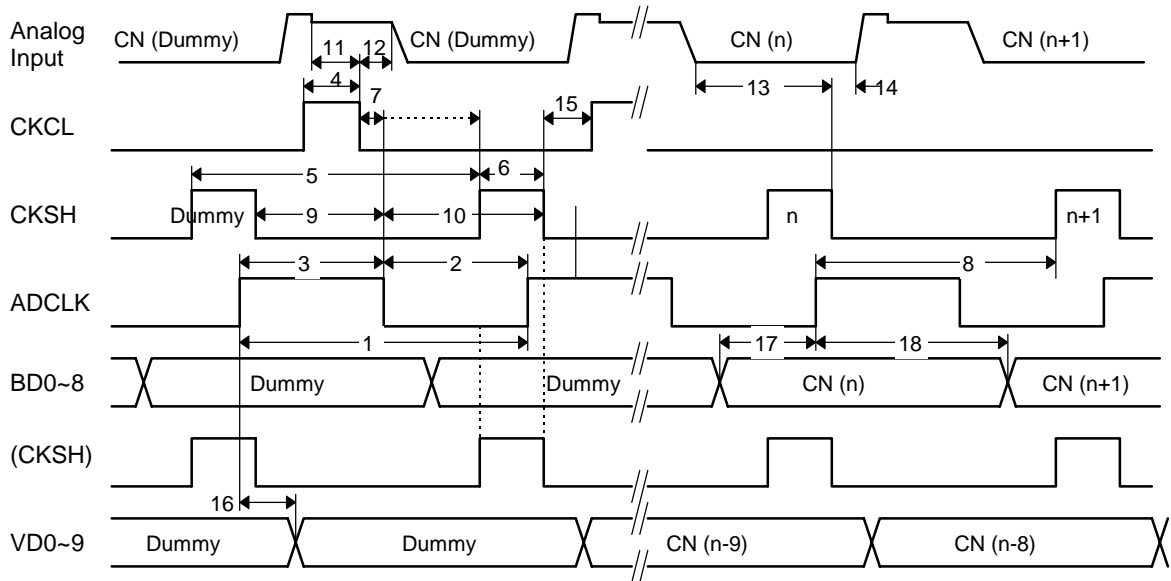 Analog
Input
CN (Dummy)
CN (Dummy)
CN (n)
CN (n+1)
11
12
4
13
14
7
15
CKCL
5
6
CKSH
Dummy
9
10
n
n+1
3
2
8
ADCLK
1
17
18
BD0~8
Dummy
Dummy
CN (n)
CN (n+1)
(CKSH)
16
VD0~9
Dummy
Dummy
CN (n-9)
CN (n-8)